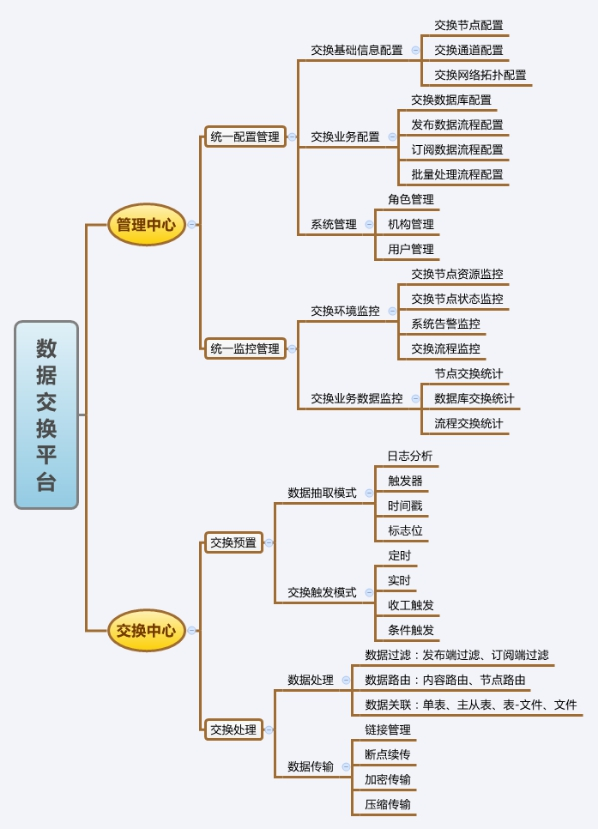 数据交换平台
管理中心
统一配置管理
交换基础信息配置
交换节点配置
交换通道配置
交换网络拓扑配置
交换业务配置
交换数据库配置
发布数据流程配置
订阅数据流程配置
批量处理流程配置
系统管理
角色管理
机构管理
用户管理
统一监控管理
交换环境监控
交换节点资源监控
交换节点状态监控
系统告警监控
交换流程监控
交换业务数据监控
节点交换统计
数据库交换统计
流程交换统计
交换中心
交换预置
数据抽取模式
日志分析
触发器
时间戳
标志位
交换触发模式
定时
实时
收工触发
条件触发
交换处理
数据处理
数据过滤：发布端过滤、订阅端过滤
数据路由：内容路由、节点路由
数据关联：单表、主从表、表-文件、文件
数据传输
链接管理
断点续传
加密传输
压缩传输